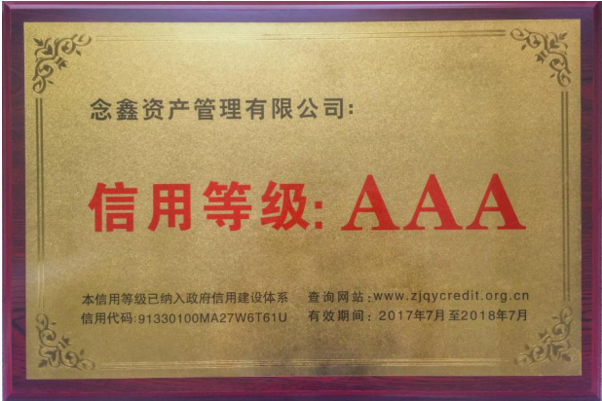 念鑫资产管理有限公司:
信用等级: AAA
本信用等级已纳入政府信用建设体系 查询网站:www.zjqycredit.org.cn
信用代码:91330100MA27W6T61U 有效期间: 2017年7月至2018年7月